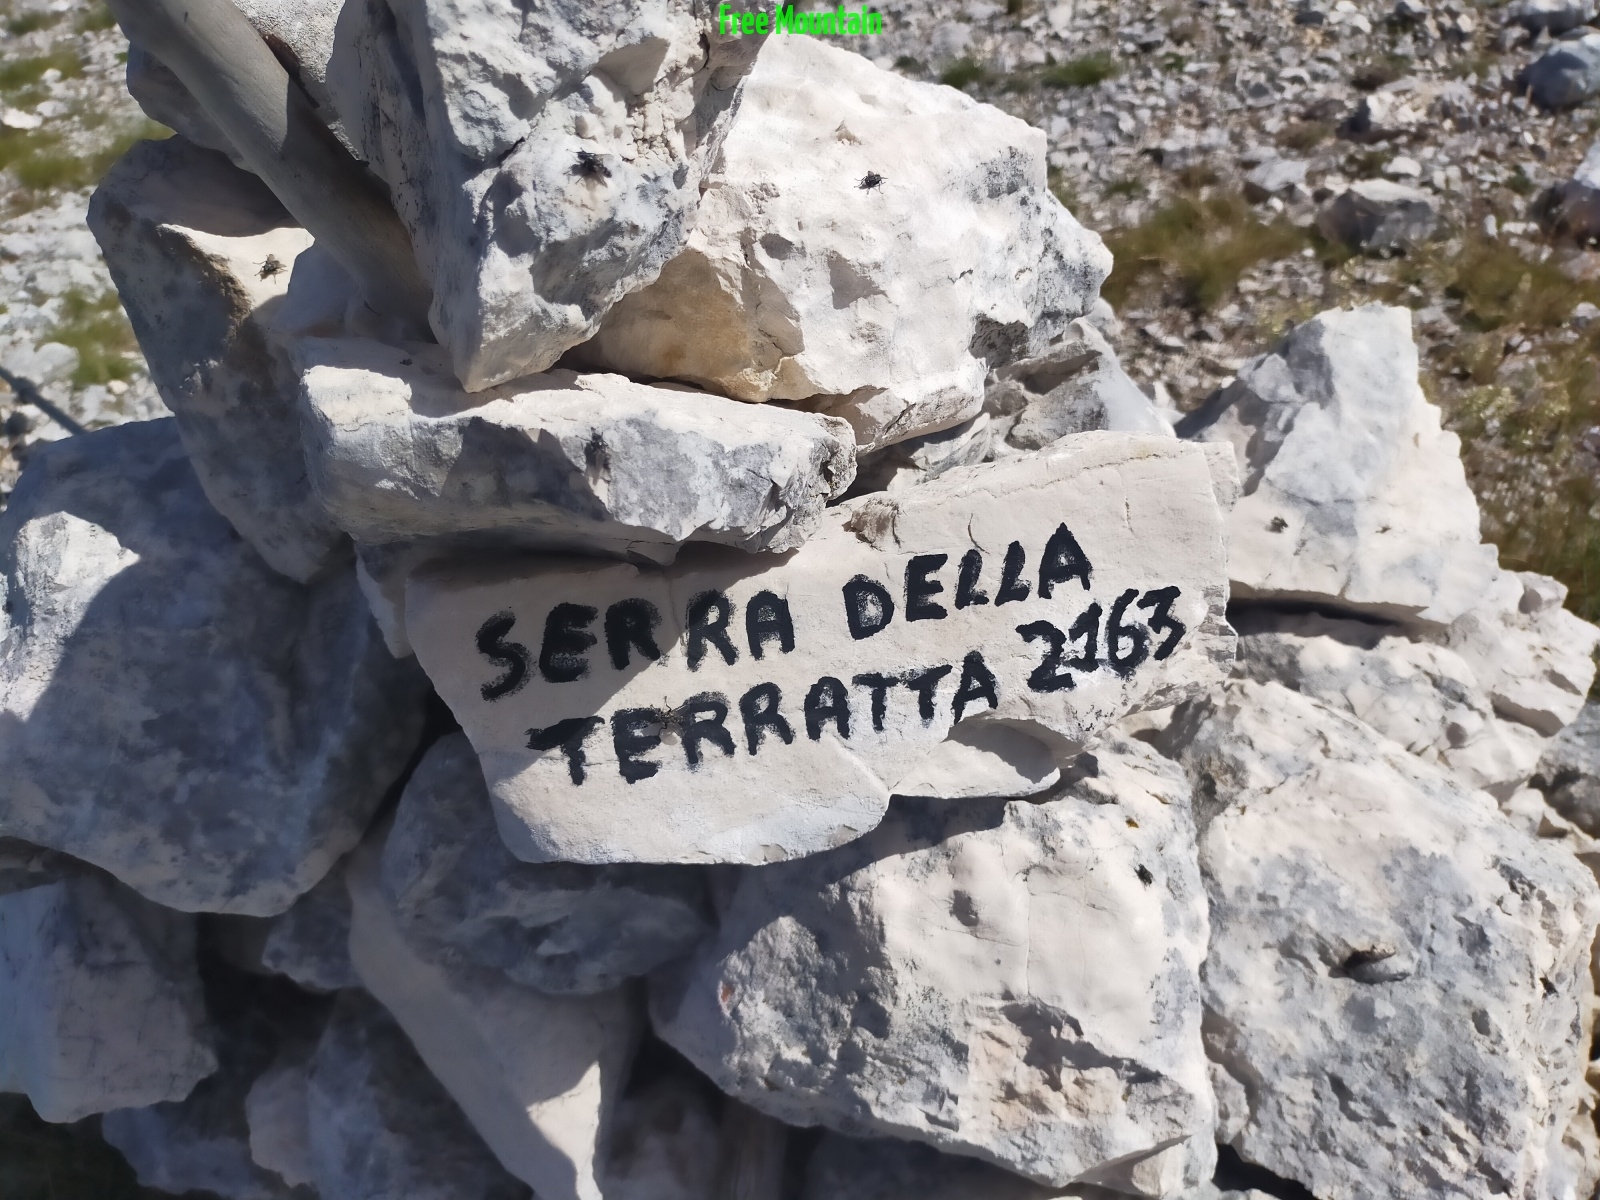 Free Mountain
SERRA DELLA
TERRATTA 2163